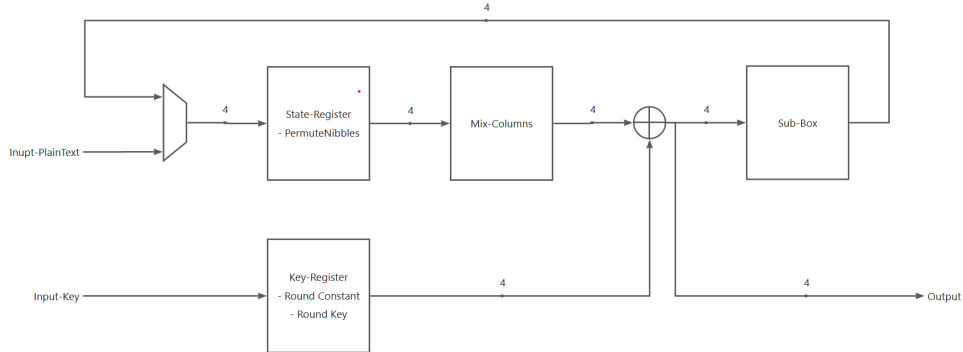 4
4
State-Register
- PermuteNibbles
4
Mix-Columns
4
4
Sub-Box
Inupt-PlainText
Input-Key
Key-Register
- Round Constant
- Round Key
4
4
Output